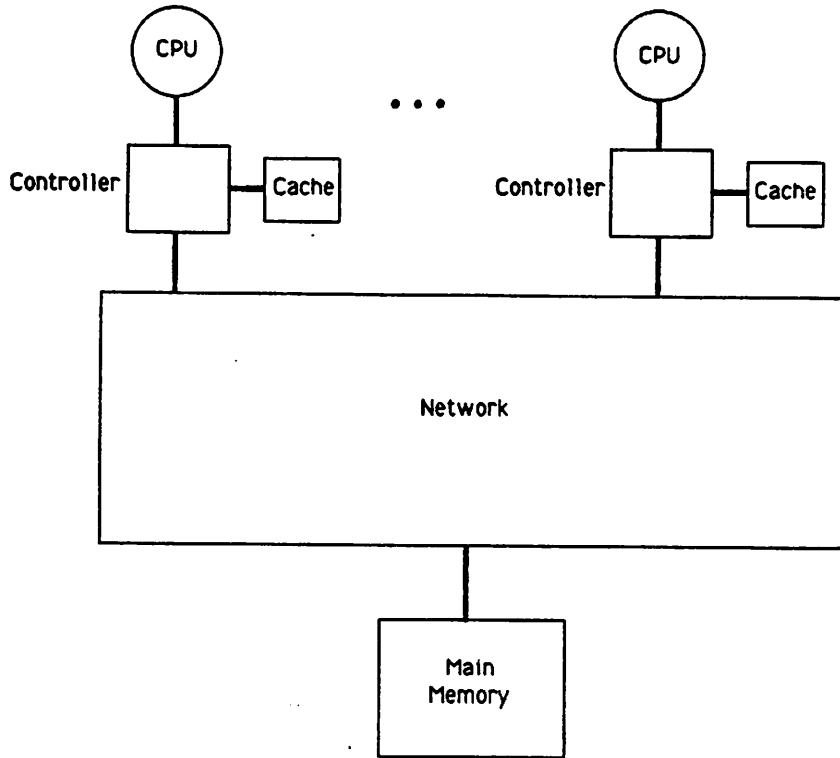 CPU
CPU
• • •
Controller
Cache
Controller
Cache
Network
Main
Memory